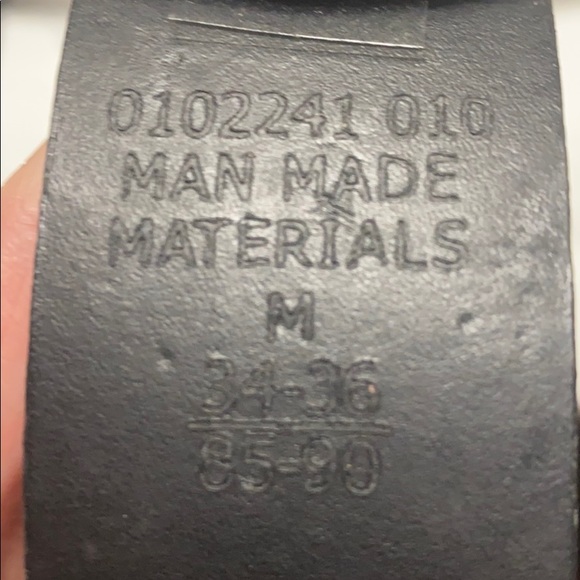 0102241 010
MAN MADE
MATERIALS
M
34-36
85-90